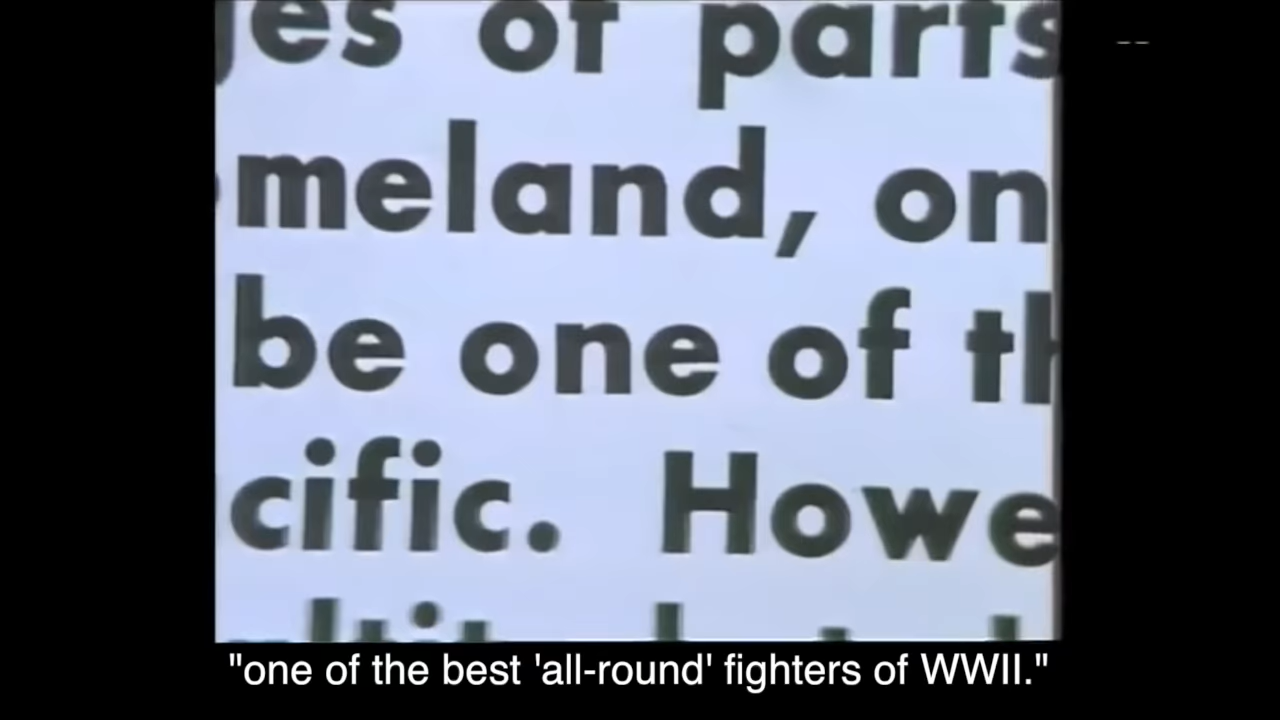 es of parts
meland, on
be one of th
cific. Howe
"one of the best 'all-round' fighters of WWII."